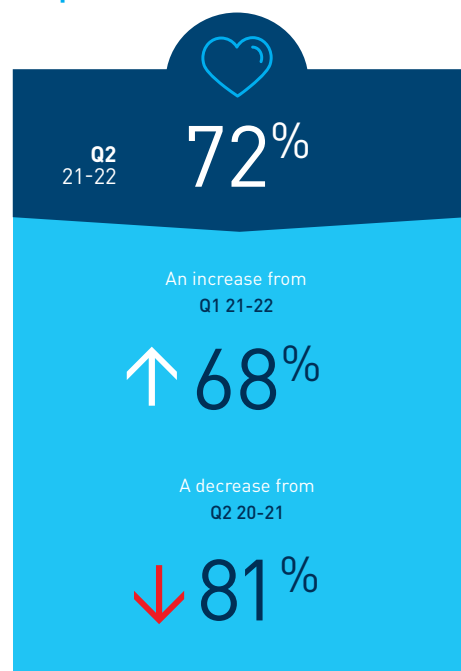 Q2
21-22
72%
An increase from
Q1 21-22
68%
A decrease from
Q2 20-21
81%